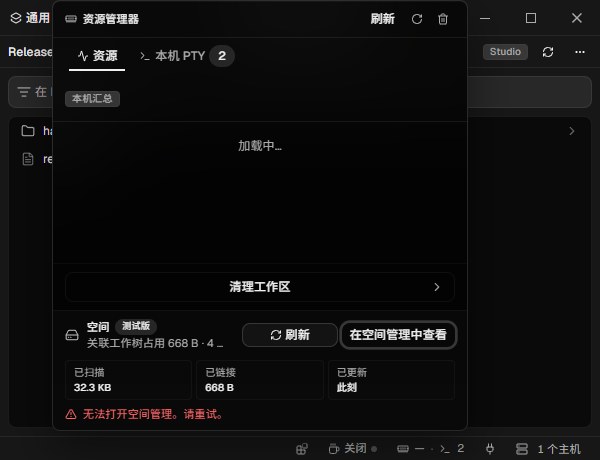 通用
资源管理器
刷新
Release
资源
本机 PTY 2
Studio
在
本机汇总
ha
re
加载中...
清理工作区
空间 测试版
关联工作树占用 668 B · 4 ...
刷新
在空间管理中查看
已扫描
32.3 KB
已链接
668 B
已更新
此刻
无法打开空间管理。请重试。
关闭
2
1 个主机